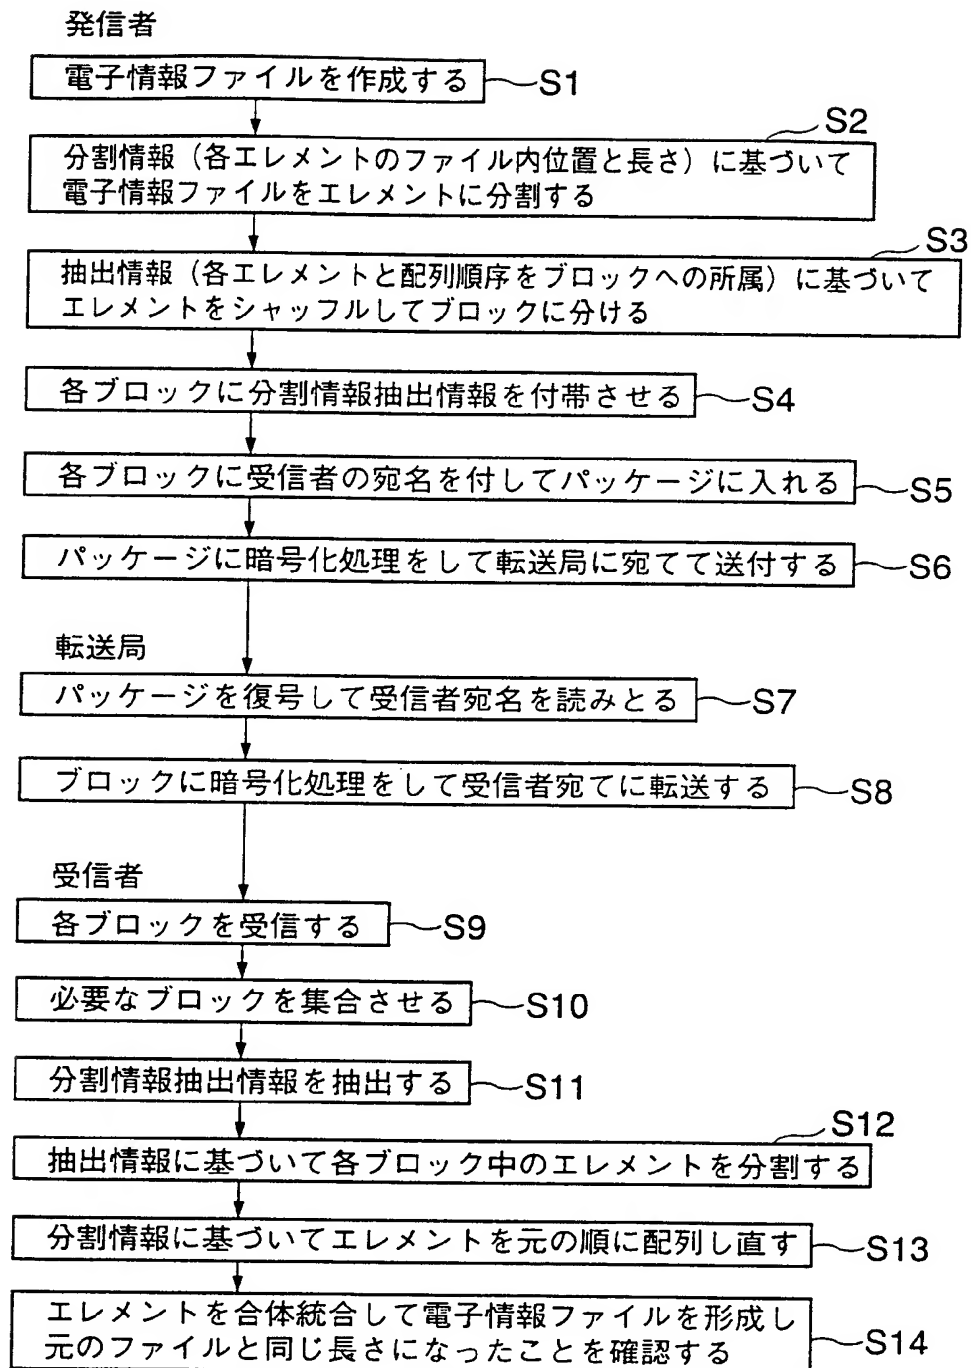 発信者
電子情報ファイルを作成する S1
S2
分割情報（各エレメントのファイル内位置と長さ）に基づいて
電子情報ファイルをエレメントに分割する
S3
抽出情報（各エレメントと配列順序をブロックへの所属）に基づいて
エレメントをシャッフルしてブロックに分ける
各ブロックに分割情報抽出情報を付帯させる S4
各ブロックに受信者の宛名を付してパッケージに入れる S5
パッケージに暗号化処理をして転送局に宛てて送付する S6
転送局
パッケージを復号して受信者宛名を読みとる S7
ブロックに暗号化処理をして受信者宛てに転送する S8
受信者
各ブロックを受信する S9
必要なブロックを集合させる S10
分割情報抽出情報を抽出する S11
S12
抽出情報に基づいて各ブロック中のエレメントを分割する
分割情報に基づいてエレメントを元の順に配列し直す S13
エレメントを合体統合して電子情報ファイルを形成し
元のファイルと同じ長さになったことを確認する S14